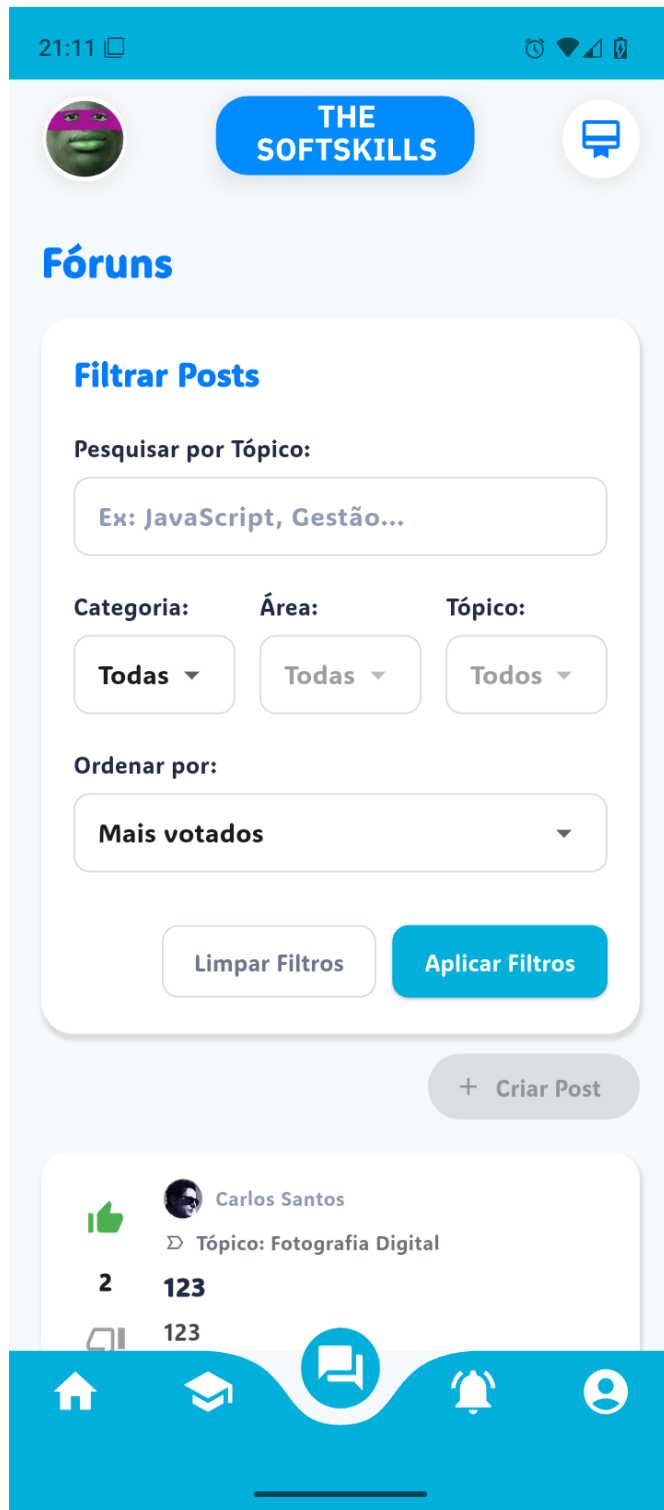 21:11
THE
SOFTSKILLS
Fóruns
Filtrar Posts
Pesquisar por Tópico:
Ex: JavaScript, Gestão...
Categoria: Área: Tópico:
Todas Todas Todos
Ordenar por:
Mais votados
Limpar Filtros Aplicar Filtros
+ Criar Post
Carlos Santos
Tópico: Fotografia Digital
2 123
123